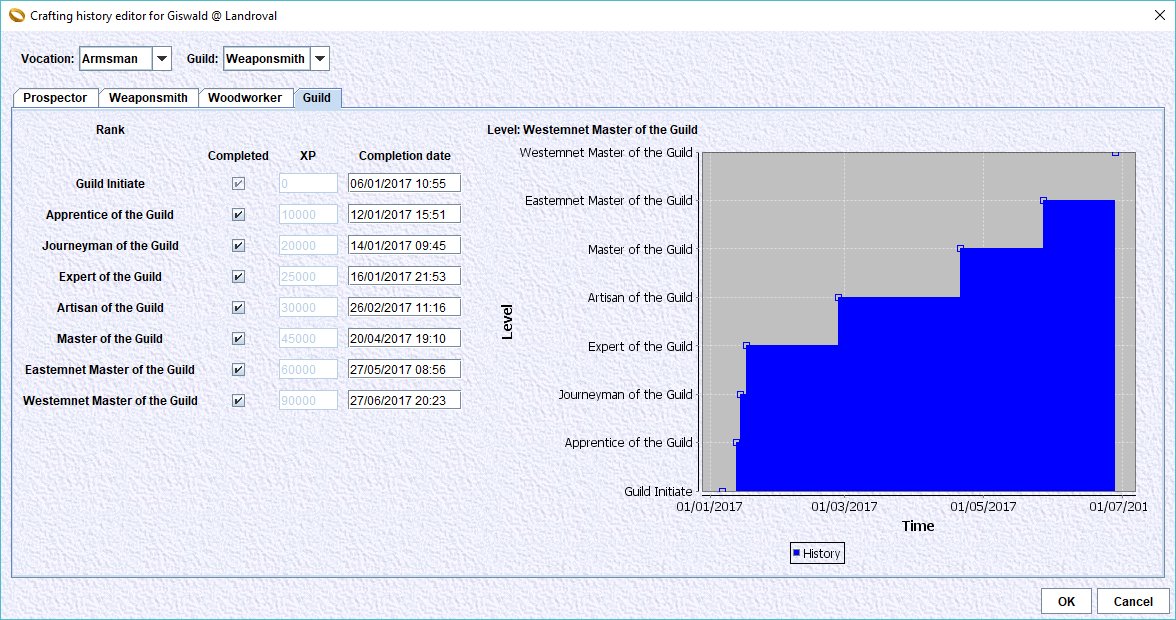 Crafting history editor for Giswald @ Landroval
Vocation: Armsman Guild: Weaponsmith
Prospector Weaponsmith Woodworker Guild
Rank
Completed XP Completion date
Guild Initiate 0 06/01/2017 10:55
Apprentice of the Guild 10000 12/01/2017 15:51
Journeyman of the Guild 20000 14/01/2017 09:45
Expert of the Guild 25000 16/01/2017 21:53
Artisan of the Guild 30000 26/02/2017 11:16
Master of the Guild 45000 20/04/2017 19:10
Eastemnet Master of the Guild 60000 27/05/2017 08:56
Westemnet Master of the Guild 90000 27/06/2017 20:23
Level: Westemnet Master of the Guild
Westemnet Master of the Guild
Eastemnet Master of the Guild
Master of the Guild
Artisan of the Guild
Expert of the Guild
Journeyman of the Guild
Apprentice of the Guild
Guild Initiate
Level
01/01/2017 01/03/2017 01/05/2017 01/07/201
Time
History
OK Cancel